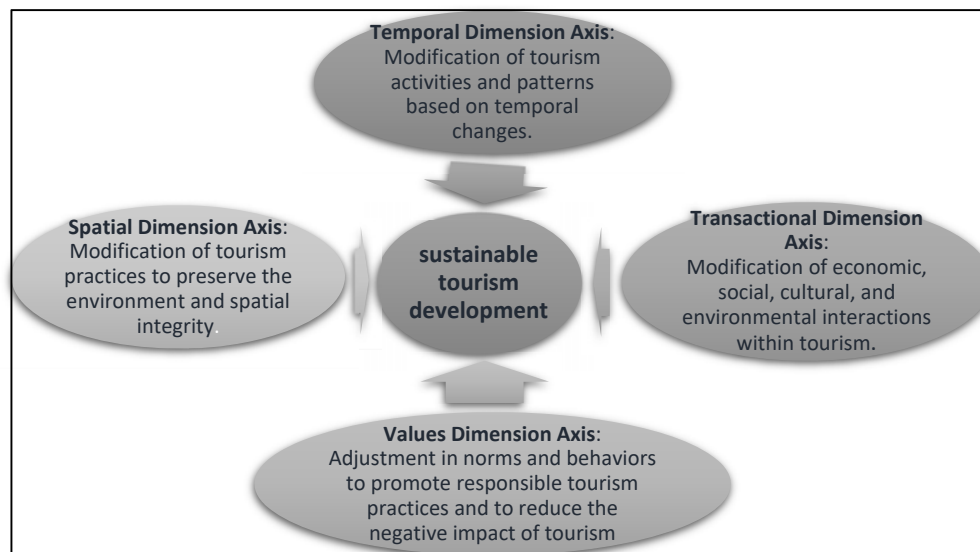 Temporal Dimension Axis:
Modification of tourism
activities and patterns
based on temporal
changes.
Spatial Dimension Axis:
Modification of tourism
practices to preserve the
environment and spatial
integrity.
sustainable
tourism
development
Transactional Dimension
Axis:
Modification of economic,
social, cultural, and
environmental interactions
within tourism.
Values Dimension Axis:
Adjustment in norms and behaviors
to promote responsible tourism
practices and to reduce the
negative impact of tourism